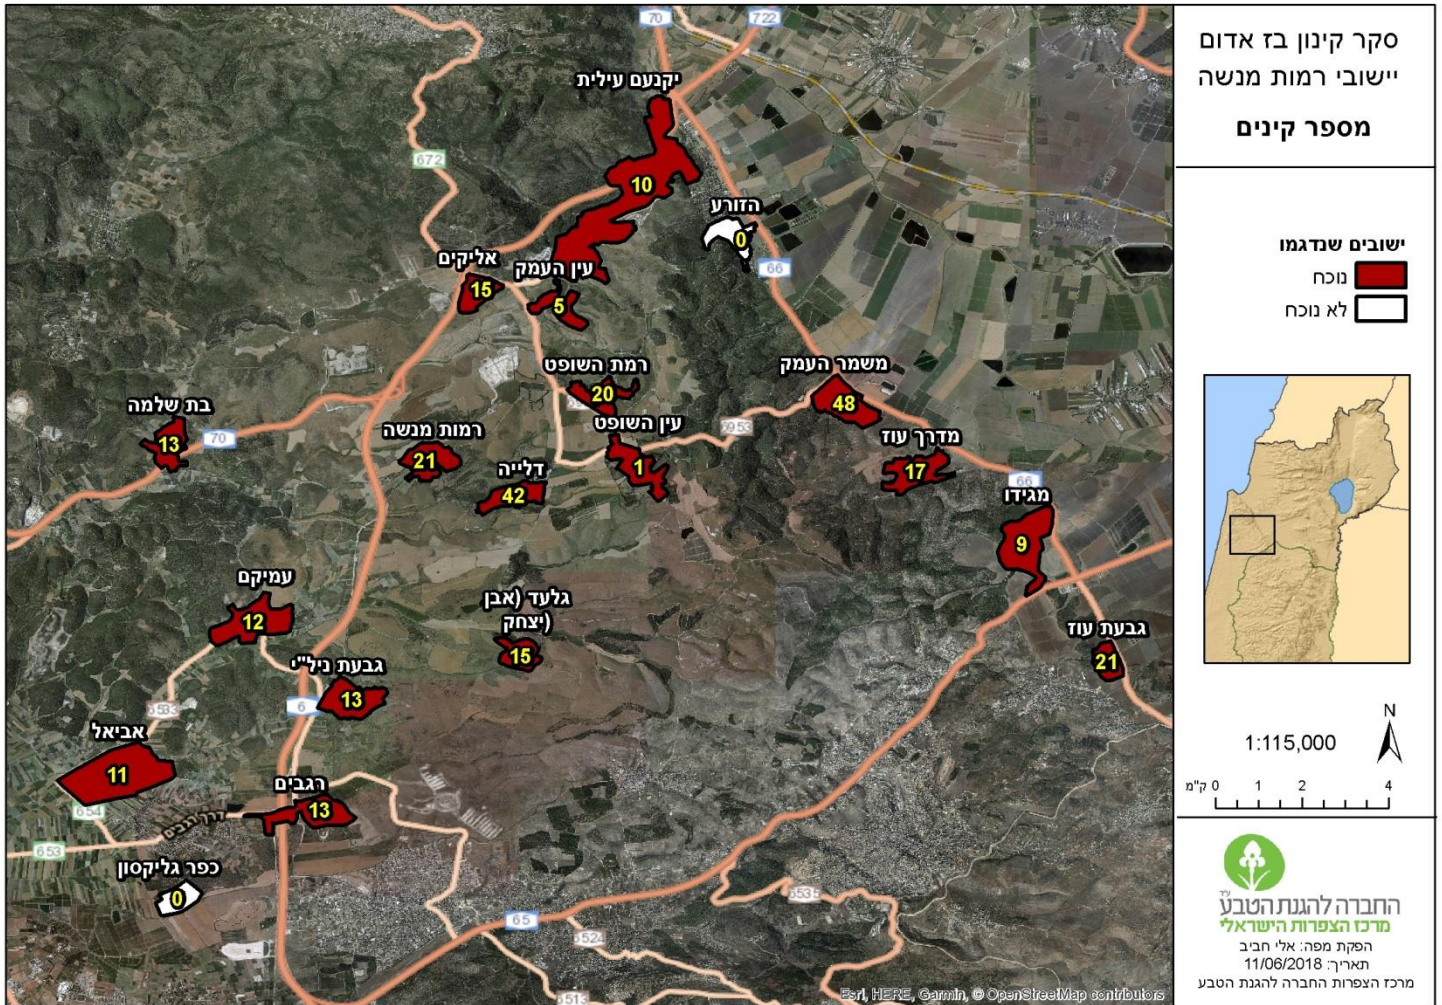 סקר קינון בז אדום
יישובי רמות מנשה
מספר קינים
ישובים שנדגמו
נוכח
לא נוכח
N
1:115,000
ק"מ 0 1 2 4
החברה להגנת הטבע
ע"ר
מרכז הצפרות הישראלי
הפקת מפה: אלי חביב
תאריך: 11/06/2018
מרכז הצפרות החברה להגנת הטבע
70
722
יקנעם עילית
672
10
הזורע
0
אליקים
15
עין העמק
5
66
רמת השופט
20
משמר העמק
48
בת שלמה
13
70
עין השופט
1
רמות מנשה
21
דלייה
42
מדרך עוז
17
66
מגידו
9
עמיקם
12
גלעד (אבן
יצחק)
15
גבעת עוז
21
גבעת ניל"י
13
6
אביאל
11
רגבים
13
654
דרך רגבים
653
כפר גליקסון
0
65
6535
6524
6513
Esri, HERE, Garmin, © OpenStreetMap contributors